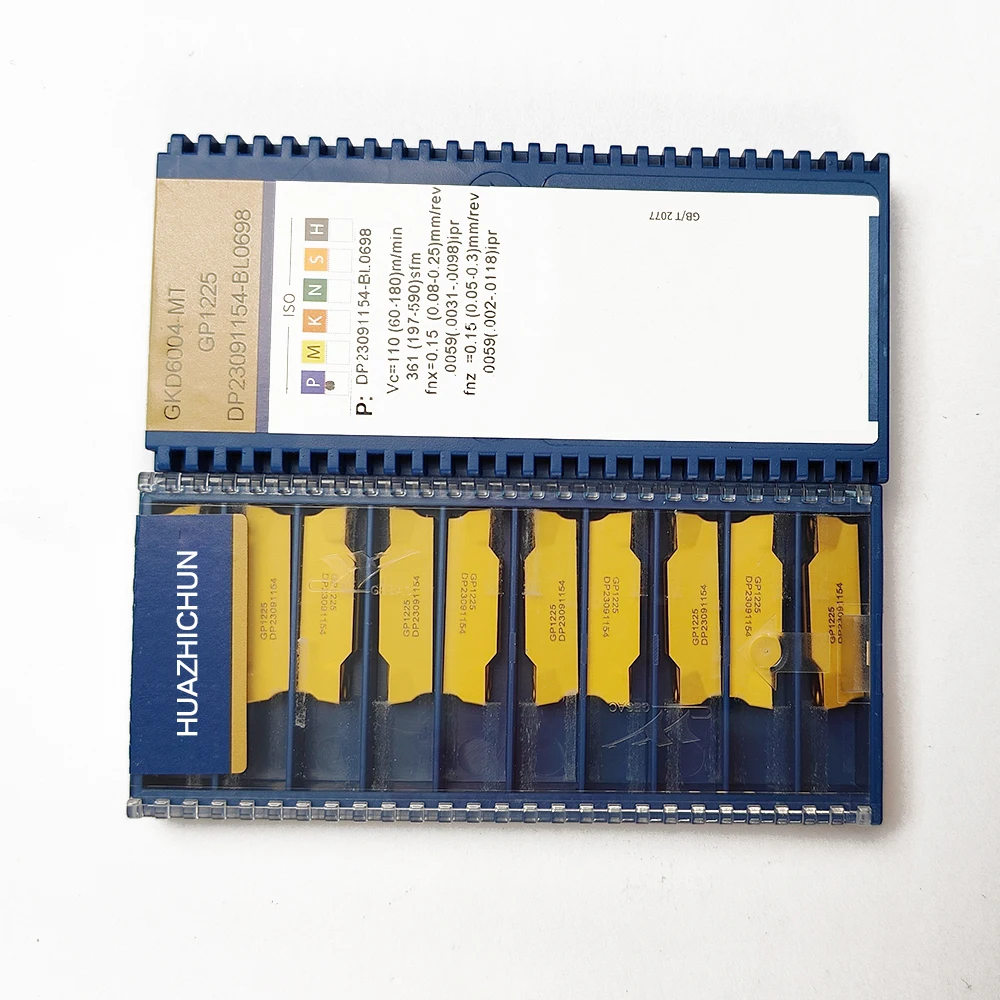 GKD6004-MT
GP1225
DP23091154-BL0698
ISO
P M K N S H
P: DP23091154-BL0698
Vc=110 (60-180)m/min
361 (197-590)sfm
fnx=0.15 (0.08-0.25)mm/rev
.0059(.0031-.0098)ipr
fnz =0.15 (0.05-0.3)mm/rev
0059(.002-.0118)ipr
GB/T 2077
HUAZHICHUN
GP1225
DP23091154
GP1225
DP23091154
GP1225
DP23091154
GP1225
DP23091154
GP1225
DP23091154
GP1225
DP23091154
GP1225
DP23091154
GP1225
DP23091154
GP1225
DP23091154
GESAC
GESAC